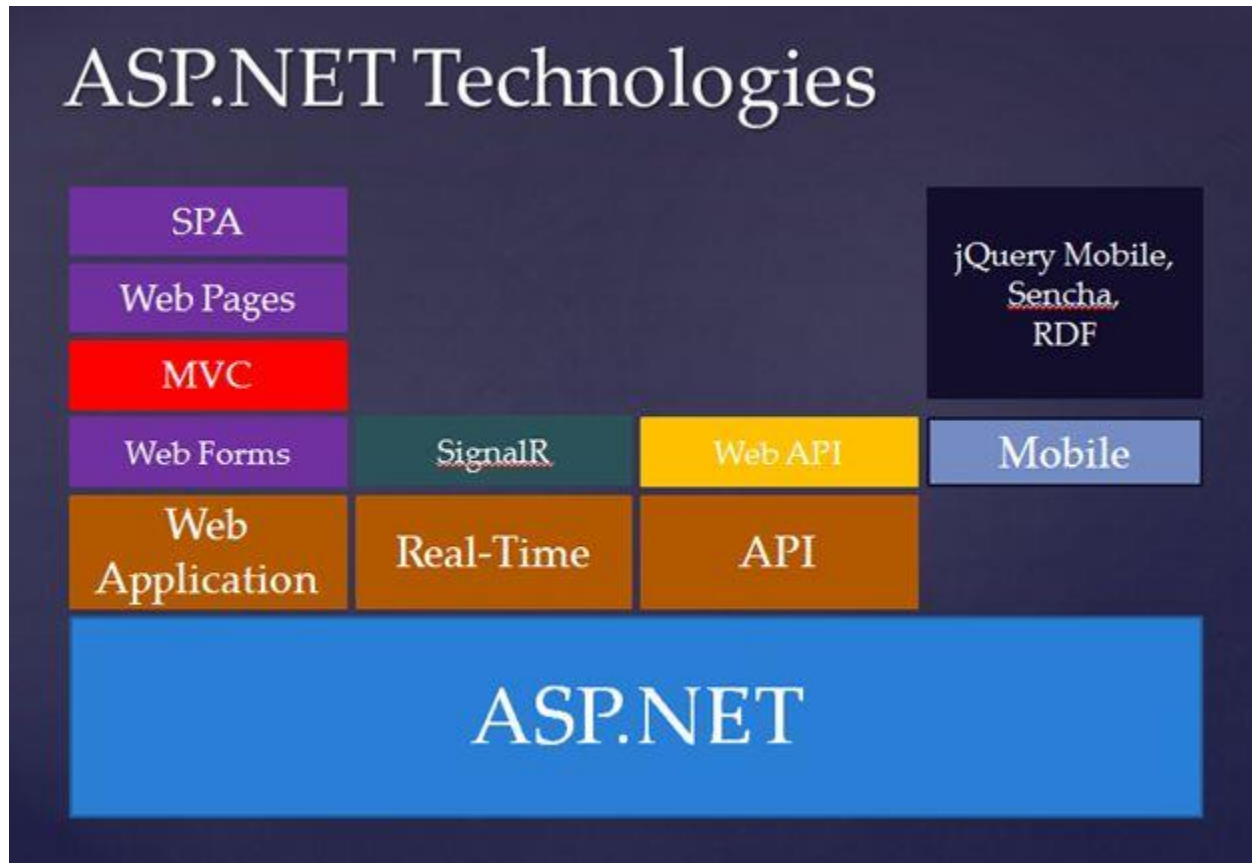 ASP.NET Technologies
SPA
Web Pages
MVC
Web Forms
SignalR
Web API
Mobile
jQuery Mobile,
Sencha,
RDF
Web
Application
Real-Time
API
ASP.NET